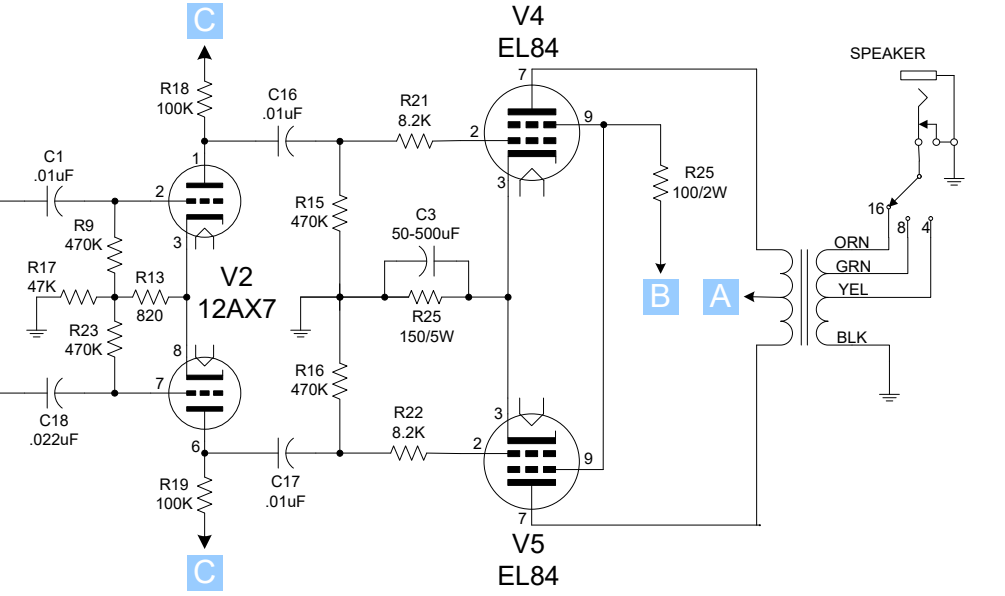 C
V4
EL84
SPEAKER
7
R18
100K
C16
.01uF
R21
8.2K
2
9
1
C1
.01uF
2
3
R15
470K
R25
100/2W
3
C3
50-500uF
R9
470K
16
8
4
R17
47K
R13
820
V2
12AX7
ORN
GRN
YEL
B
A
R25
150/5W
R23
470K
8
BLK
R16
470K
7
3
C18
.022uF
R22
8.2K
6
2
9
C17
.01uF
R19
100K
7
V5
EL84
C